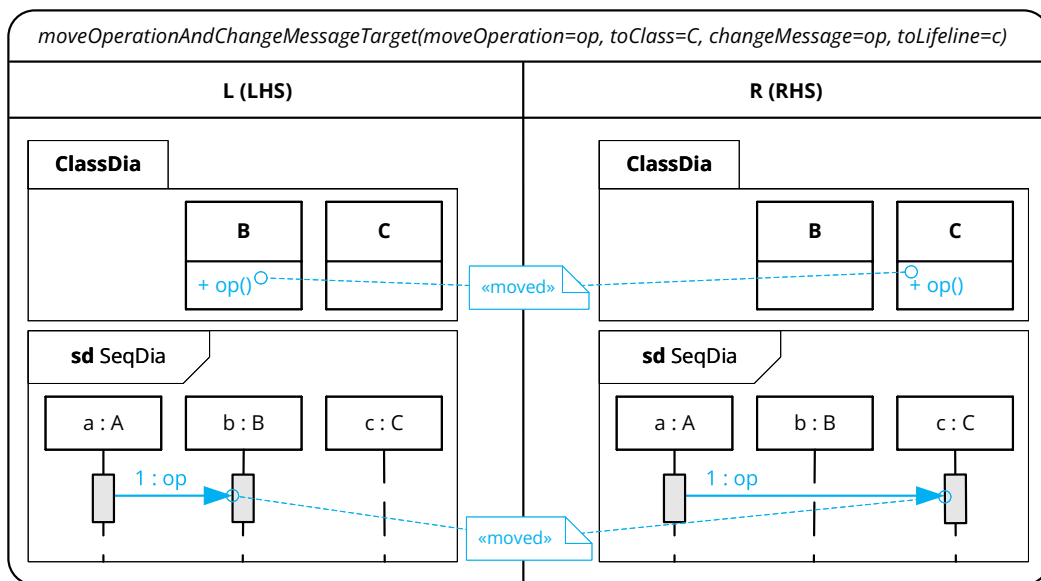 moveOperationAndChangeMessageTarget(moveOperation=op, toClass=C, changeMessage=op, toLifeline=c)
L (LHS)
R (RHS)
ClassDia
B
C
+ op()
sd SeqDia
a : A
b : B
c : C
1 : op
«moved»
«moved»
ClassDia
B
C
+ op()
sd SeqDia
a : A
b : B
c : C
1 : op